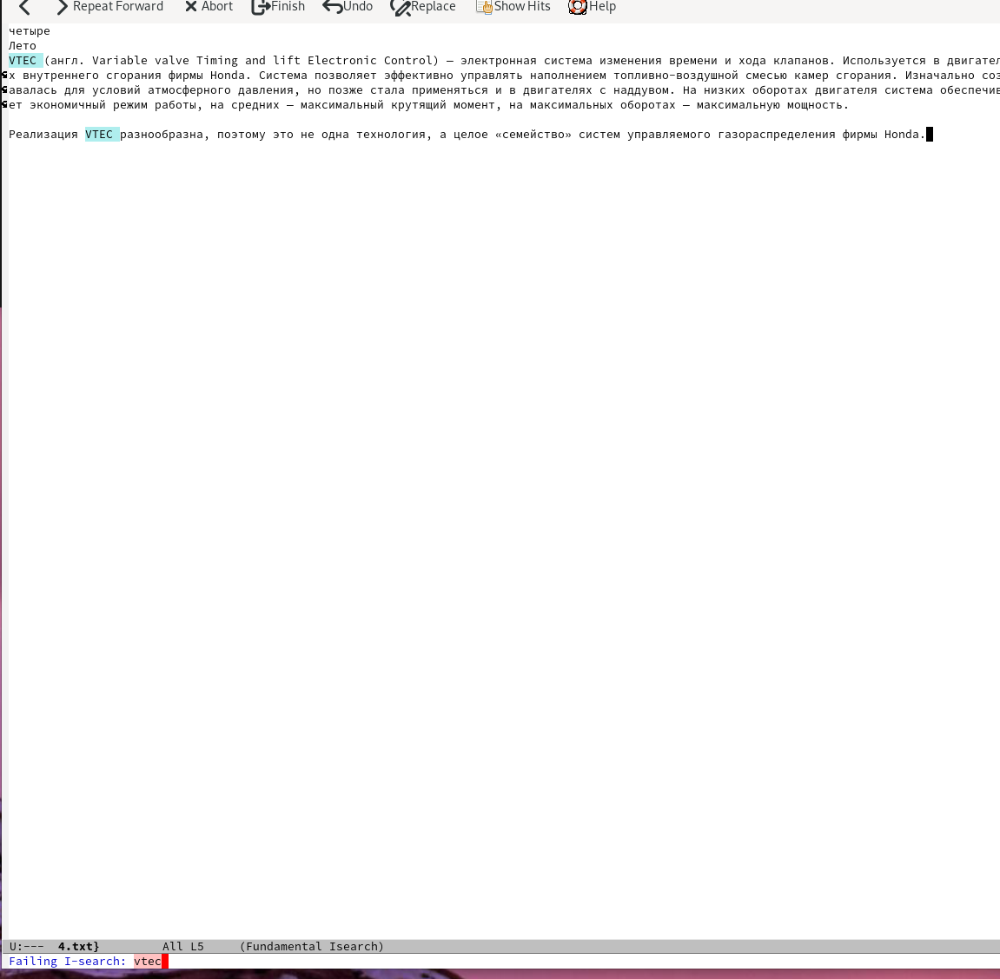 Repeat Forward Abort Finish Undo Replace Show Hits Help
четыре
Лето
VTEC (англ. Variable valve Timing and lift Electronic Control) — электронная система изменения времени и хода клапанов. Используется в двигател
х внутреннего сгорания фирмы Honda. Система позволяет эффективно управлять наполнением топливно-воздушной смесью камер сгорания. Изначально соз
авалась для условий атмосферного давления, но позже стала применяться и в двигателях с наддувом. На низких оборотах двигателя система обеспечив
ет экономичный режим работы, на средних — максимальный крутящий момент, на максимальных оборотах — максимальную мощность.
Реализация VTEC разнообразна, поэтому это не одна технология, а целое «семейство» систем управляемого газораспределения фирмы Honda.
U:--- 4.txt} All L5 (Fundamental Isearch)
Failing I-search: vtec